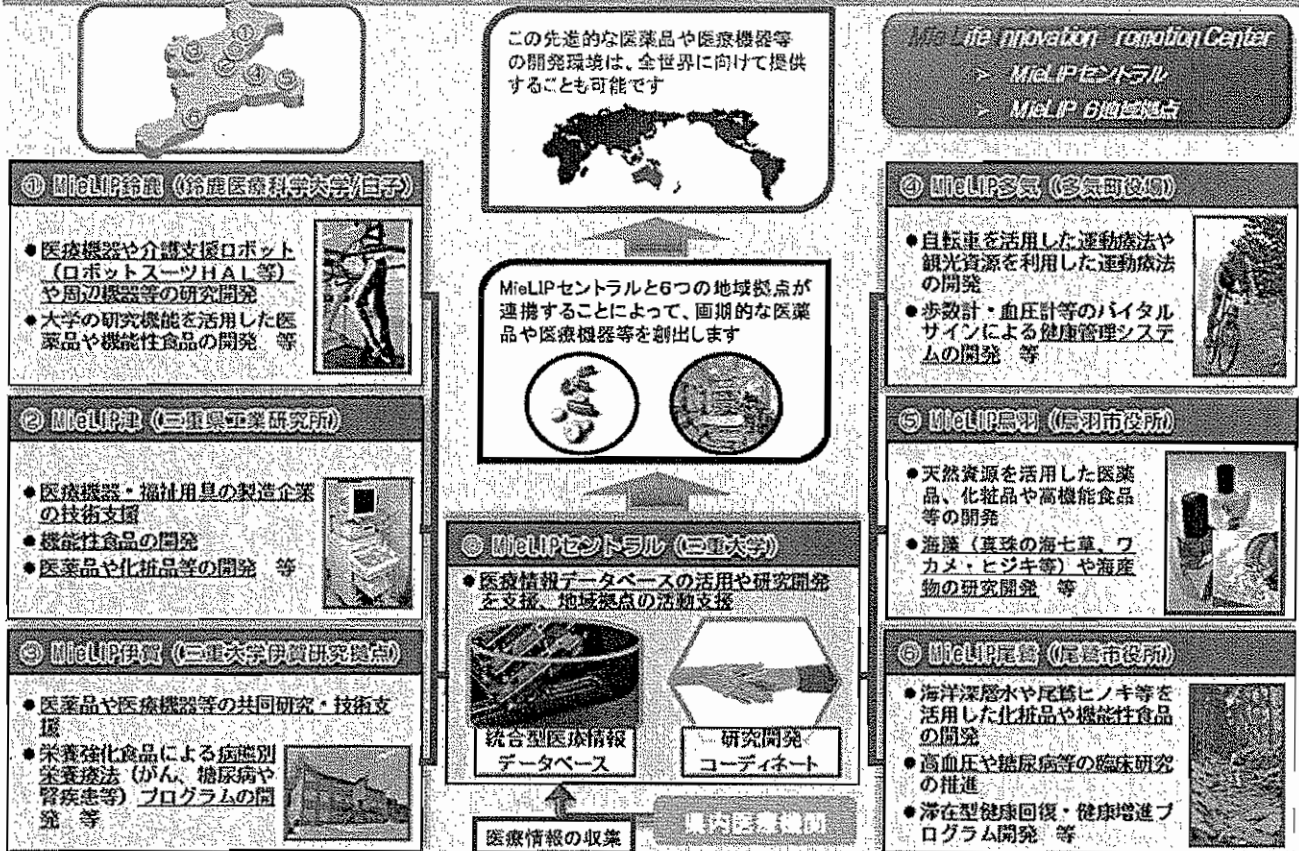 ①
②
③
④
⑤
⑥
この先進的な医薬品や医療機器等
の開発環境は、全世界に向けて提供
することも可能です
Mie Life Innovation Promotion Center
➢ MieLIPセントラル
➢ MieLIP 6地域拠点
① MieLIP鈴鹿 (鈴鹿医療科学大学/白子)
●医療機器や介護支援ロボット
(ロボットスーツHAL等)
や周辺機器等の研究開発
●大学の研究機能を活用した医
薬品や機能性食品の開発 等
② MieLIP津 (三重県工業研究所)
●医療機器・福祉用具の製造企業
の技術支援
●機能性食品の開発
●医薬品や化粧品等の開発 等
③ MieLIP伊賀 (三重大学伊賀研究拠点)
●医薬品や医療機器等の共同研究・技術支
援
●栄養強化食品による病態別
栄養療法(がん、糖尿病や
腎疾患等)プログラムの開
発 等
MieLIPセントラルと6つの地域拠点が
連携することによって、画期的な医薬
品や医療機器等を創出します
MieLIPセントラル (三重大学)
●医療情報データベースの活用や研究開発
を支援、地域拠点の活動支援
統合型医療情報
データベース
研究開発
コーディネート
医療情報の収集
県内医療機関
④ MieLIP多気 (多気町役場)
●自転車を活用した運動療法や
観光資源を利用した運動療法
の開発
●歩数計・血圧計等のバイタル
サインによる健康管理システ
ムの開発 等
⑤ MieLIP鳥羽 (鳥羽市役所)
●天然資源を活用した医薬
品、化粧品や高機能食品
等の開発
●海藻(真珠の海七草、ワ
カメ・ヒジキ等)や海産
物の研究開発 等
⑥ MieLIP尾鷲 (尾鷲市役所)
●海洋深層水や尾鷲ヒノキ等を
活用した化粧品や機能性食品
の開発
●高血圧や糖尿病等の臨床研究
の推進
●滞在型健康回復・健康増進プ
ログラム開発 等